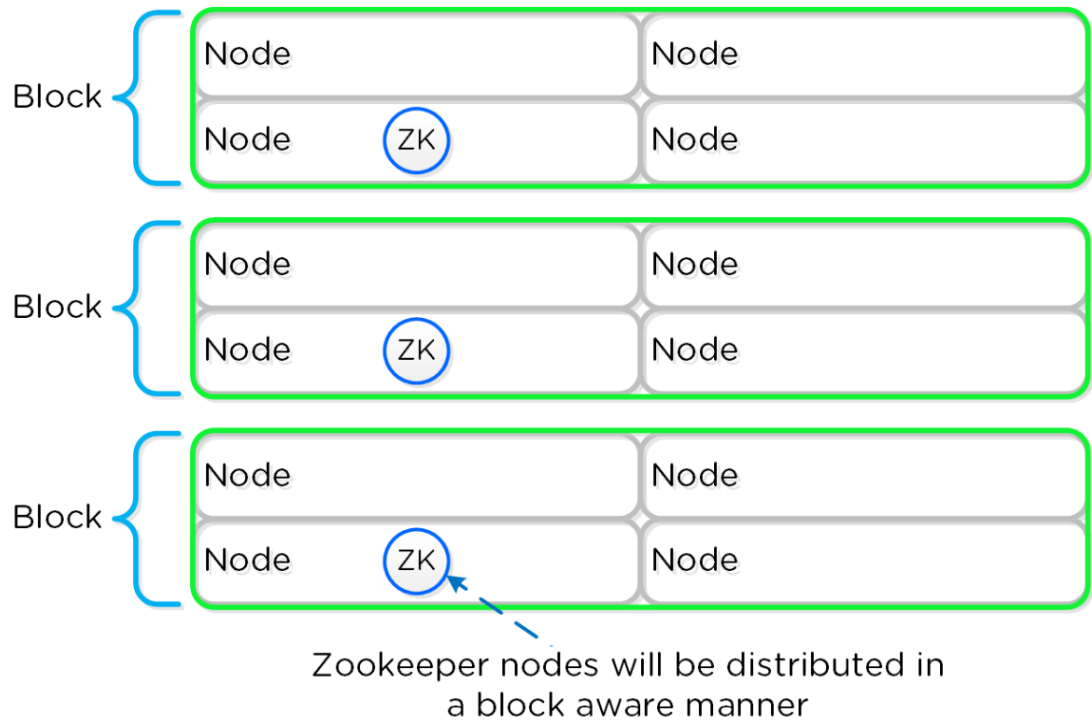 Node Node
Block
Node ZK Node
Node Node
Block
Node ZK Node
Node Node
Block
Node ZK Node
Zookeeper nodes will be distributed in
a block aware manner